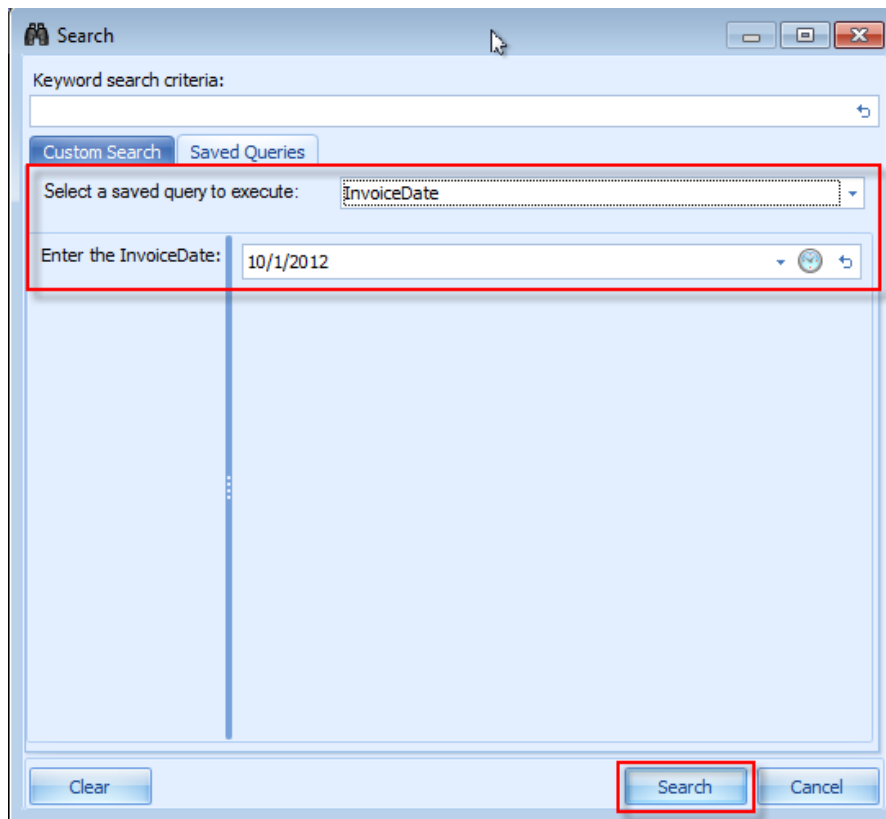 Search
Keyword search criteria:
Custom Search Saved Queries
Select a saved query to execute: InvoiceDate
Enter the InvoiceDate: 10/1/2012
Clear Search Cancel